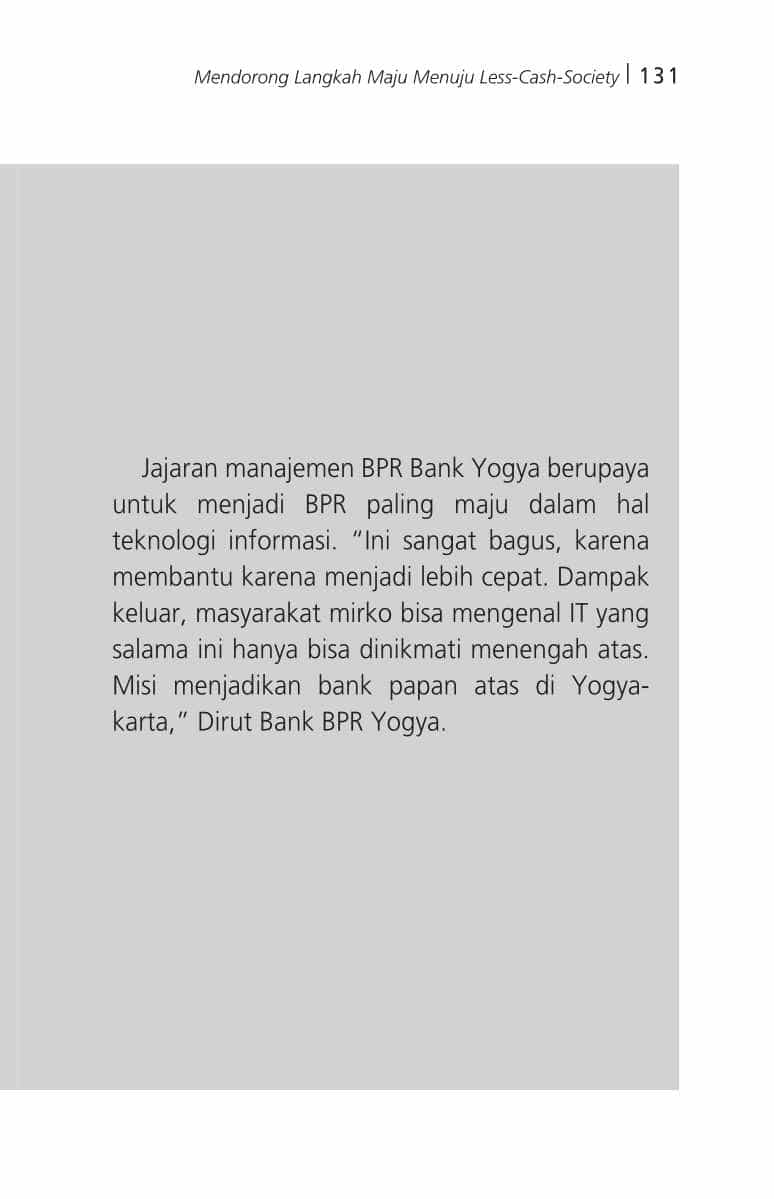 Mendorong Langkah Maju Menuju Less-Cash-Society | 131
Jajaran manajemen BPR Bank Yogya berupaya
untuk menjadi BPR paling maju dalam hal
teknologi informasi. “Ini sangat bagus, karena
membantu karena menjadi lebih cepat. Dampak
keluar, masyarakat mirko bisa mengenal IT yang
salama ini hanya bisa dinikmati menengah atas.
Misi menjadikan bank papan atas di Yogya-
karta,” Dirut Bank BPR Yogya.